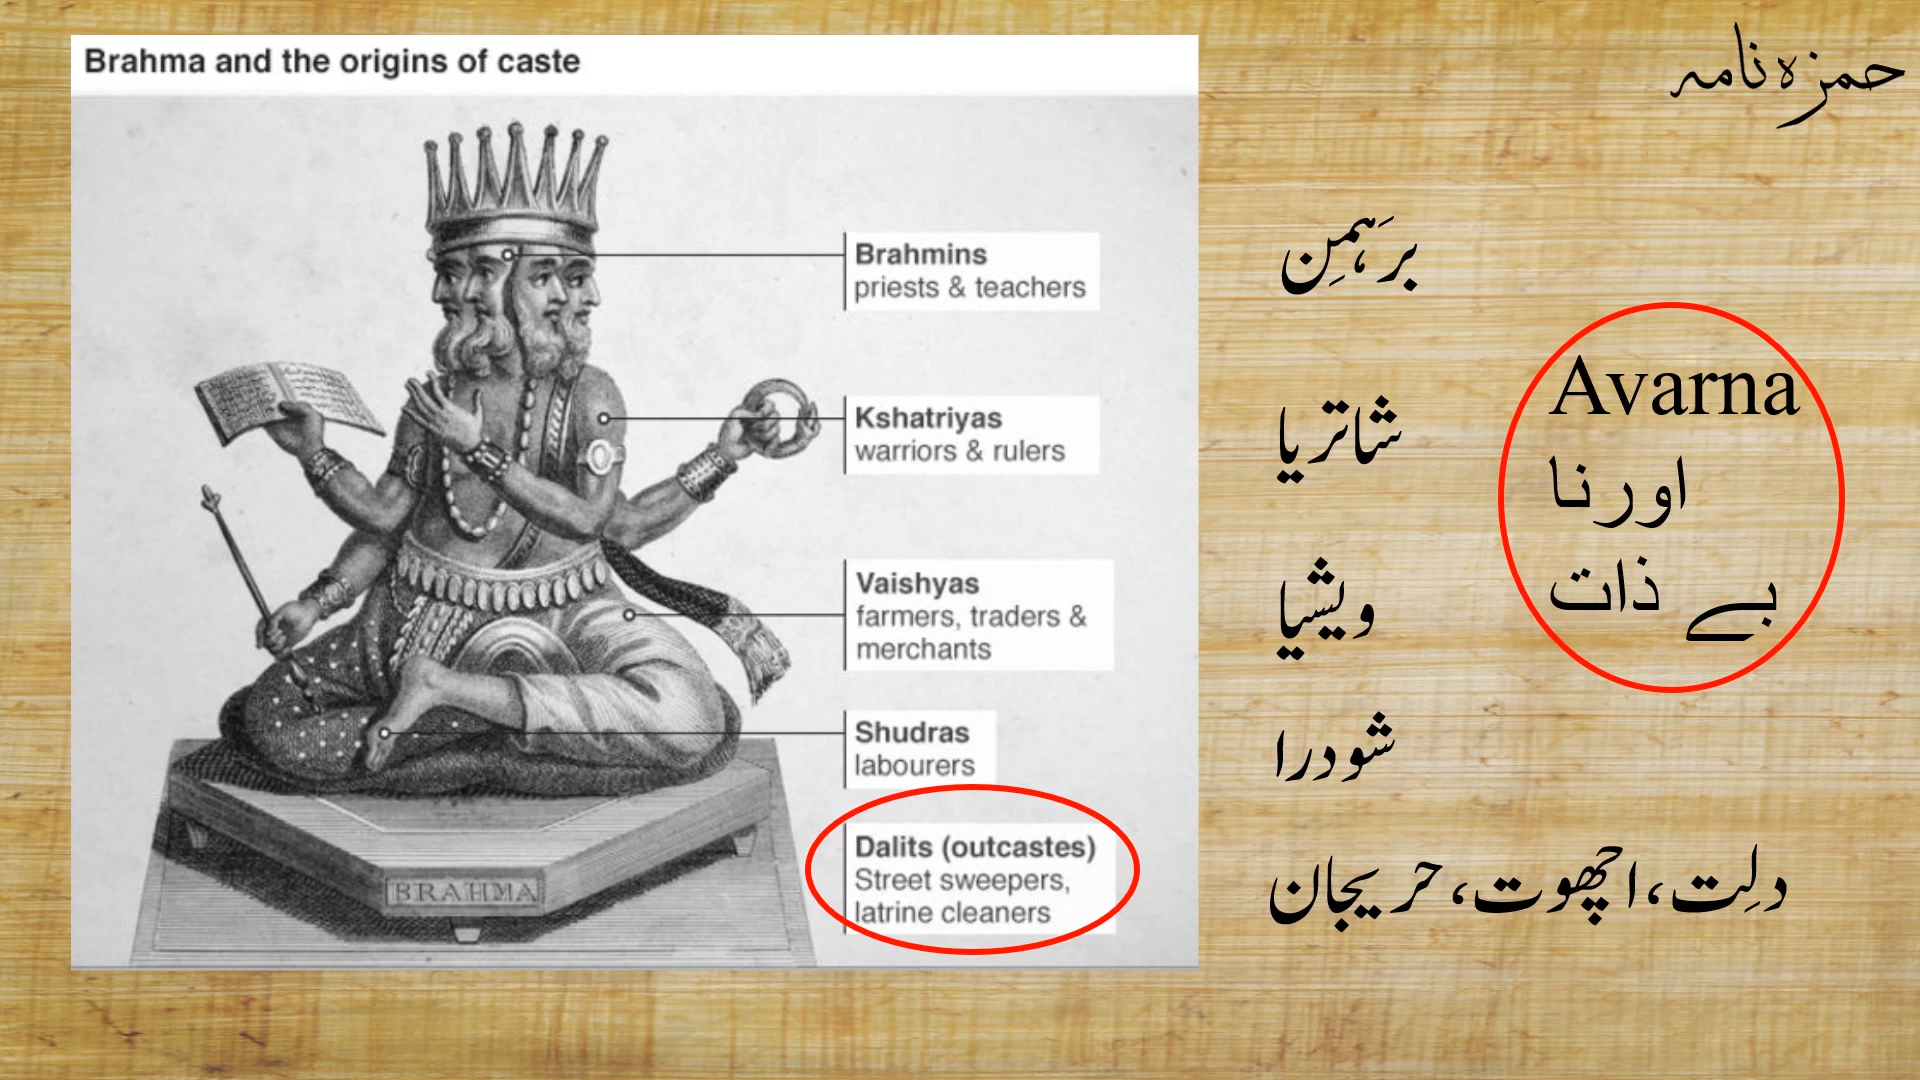 Brahma and the origins of caste
حمزہ نامہ
Brahmins
priests & teachers
Kshatriyas
warriors & rulers
Vaishyas
farmers, traders &
merchants
Shudras
labourers
Dalits (outcastes)
Street sweepers,
latrine cleaners
BRAHMA
برَہمِن
شاتریا
ویشیا
شودرا
دلِت، اچھوت، حریجان
Avarna
اورنا
بے ذات